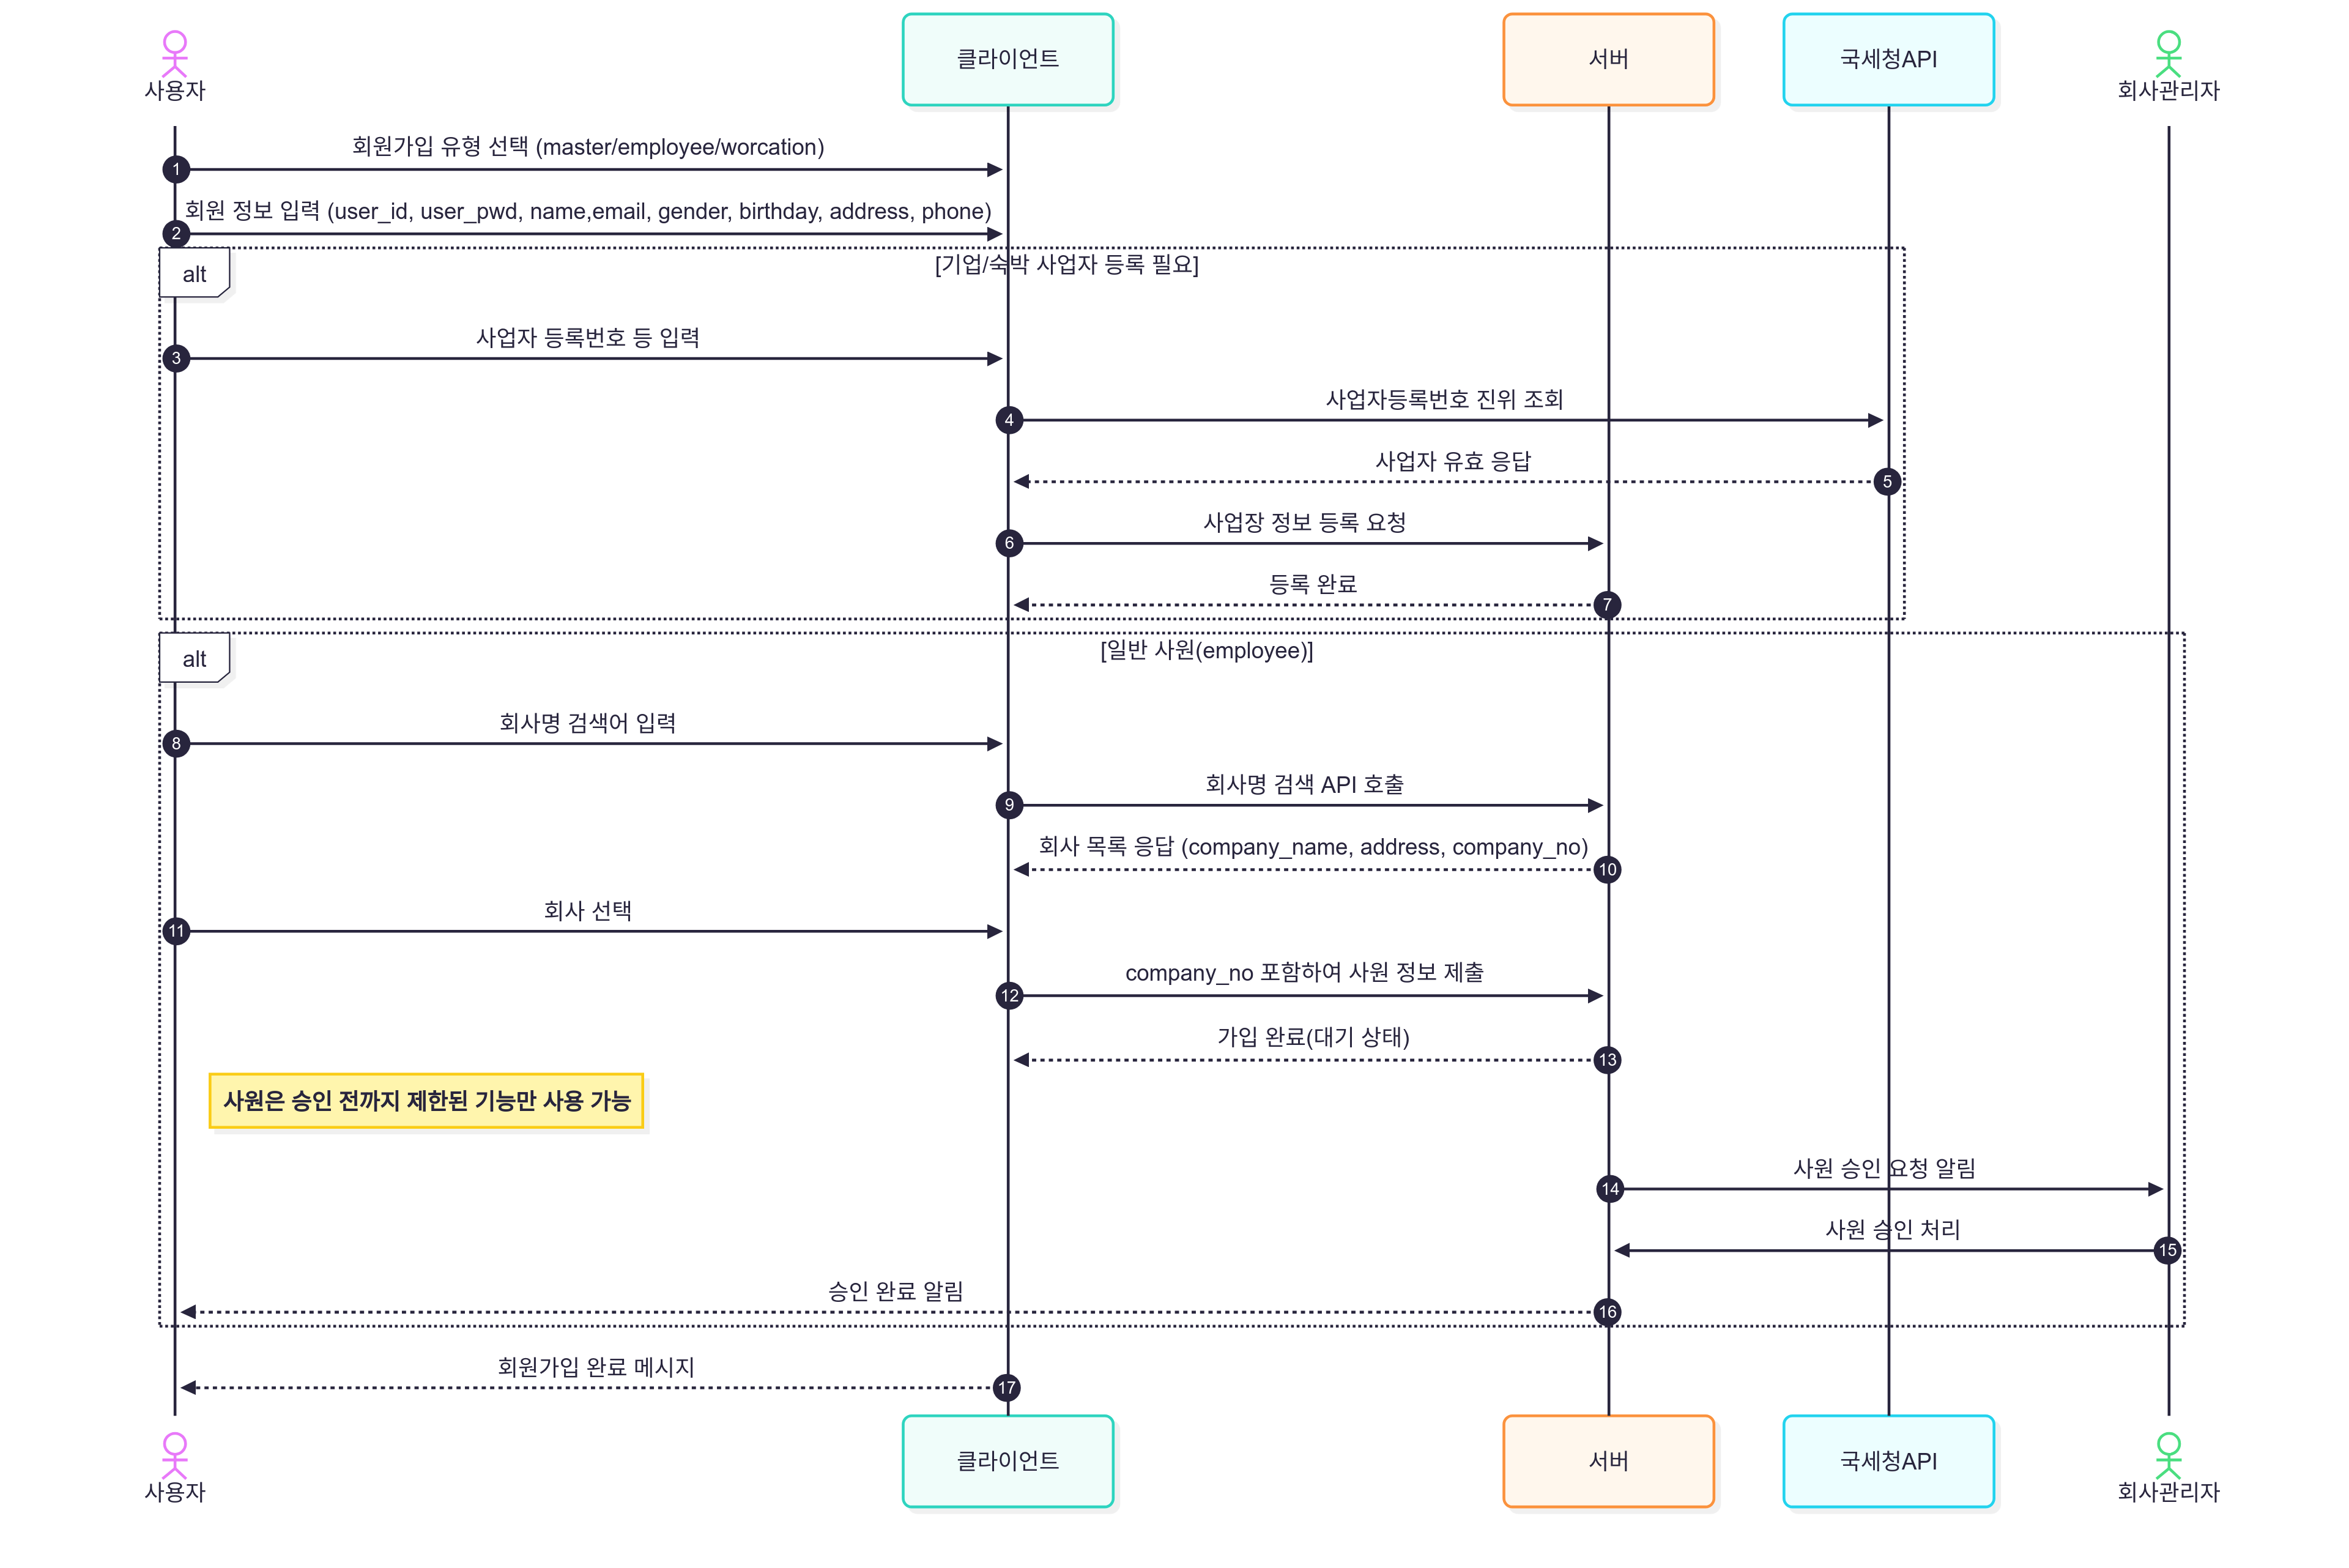 사용자
클라이언트
서버
국세청API
회사관리자
회원가입 유형 선택 (master/employee/worcation)
1
회원 정보 입력 (user_id, user_pwd, name,email, gender, birthday, address, phone)
2
alt
[기업/숙박 사업자 등록 필요]
사업자 등록번호 등 입력
3
사업자등록번호 진위 조회
4
사업자 유효 응답
5
사업장 정보 등록 요청
6
등록 완료
7
alt
[일반 사원(employee)]
회사명 검색어 입력
8
회사명 검색 API 호출
9
회사 목록 응답 (company_name, address, company_no)
10
회사 선택
11
company_no 포함하여 사원 정보 제출
12
가입 완료(대기 상태)
13
사원은 승인 전까지 제한된 기능만 사용 가능
사원 승인 요청 알림
14
사원 승인 처리
15
승인 완료 알림
16
회원가입 완료 메시지
17
사용자
클라이언트
서버
국세청API
회사관리자